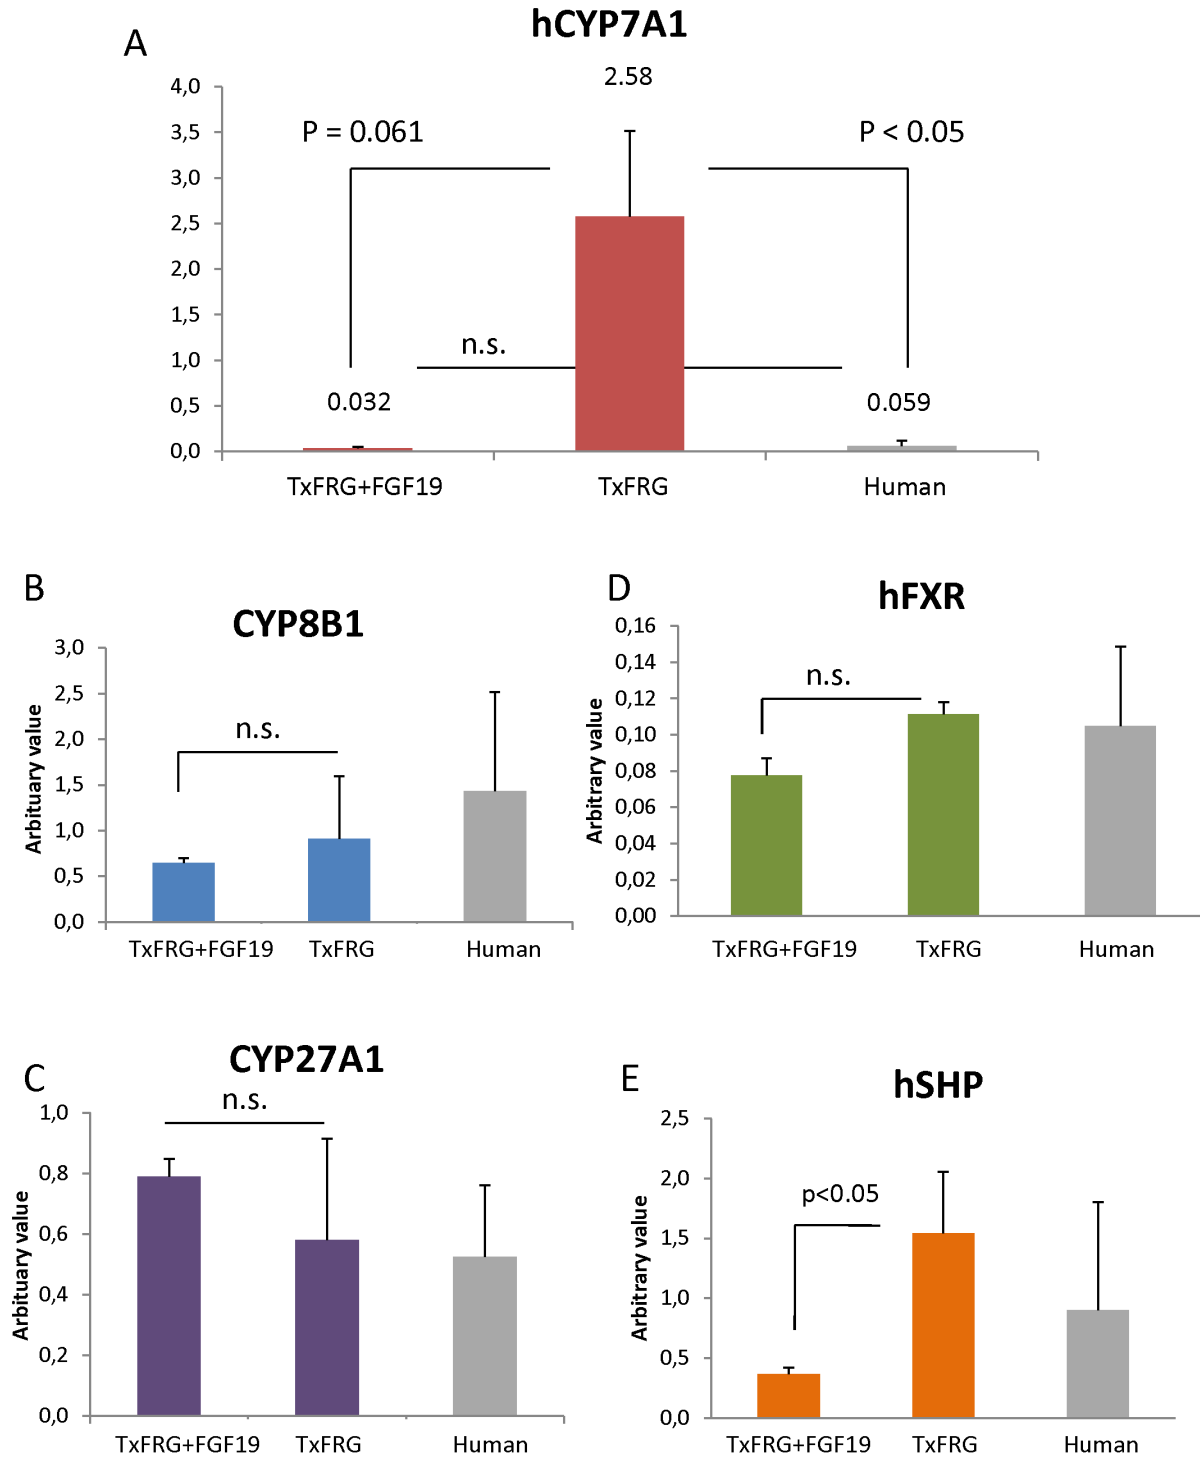 A
hCYP7A1
2.58
4,0
3,5
3,0
2,5
2,0
1,5
1,0
0,5
0,0
P = 0.061
P < 0.05
n.s.
0.032
0.059
TxFRG+FGF19
TxFRG
Human
B
CYP8B1
Arbituary value
3,0
2,5
2,0
1,5
1,0
0,5
0,0
n.s.
TxFRG+FGF19
TxFRG
Human
D
hFXR
Arbitrary value
0,16
0,14
0,12
0,10
0,08
0,06
0,04
0,02
0,00
n.s.
TxFRG+FGF19
TxFRG
Human
C
CYP27A1
n.s.
Arbituary value
1,0
0,8
0,6
0,4
0,2
0,0
TxFRG+FGF19
TxFRG
Human
E
hSHP
Arbitrary value
2,5
2,0
1,5
1,0
0,5
0,0
p<0.05
TxFRG+FGF19
TxFRG
Human